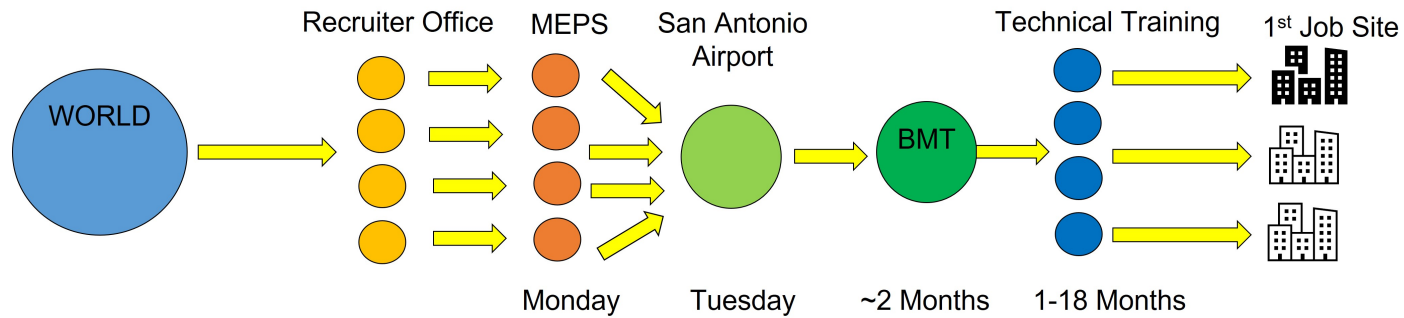 Recruiter Office
MEPS
San Antonio
Airport
Technical Training
1st Job Site
WORLD
BMT
Monday
Tuesday
~2 Months
1-18 Months